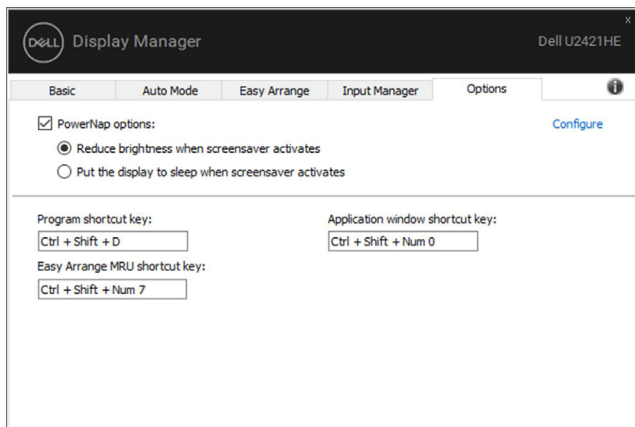 x
DELL Display Manager Dell U2421HE
Basic Auto Mode Easy Arrange Input Manager Options i
PowerNap options: Configure
Reduce brightness when screensaver activates
Put the display to sleep when screensaver activates
Program shortcut key: Application window shortcut key:
Ctrl + Shift + D Ctrl + Shift + Num 0
Easy Arrange MRU shortcut key:
Ctrl + Shift + Num 7